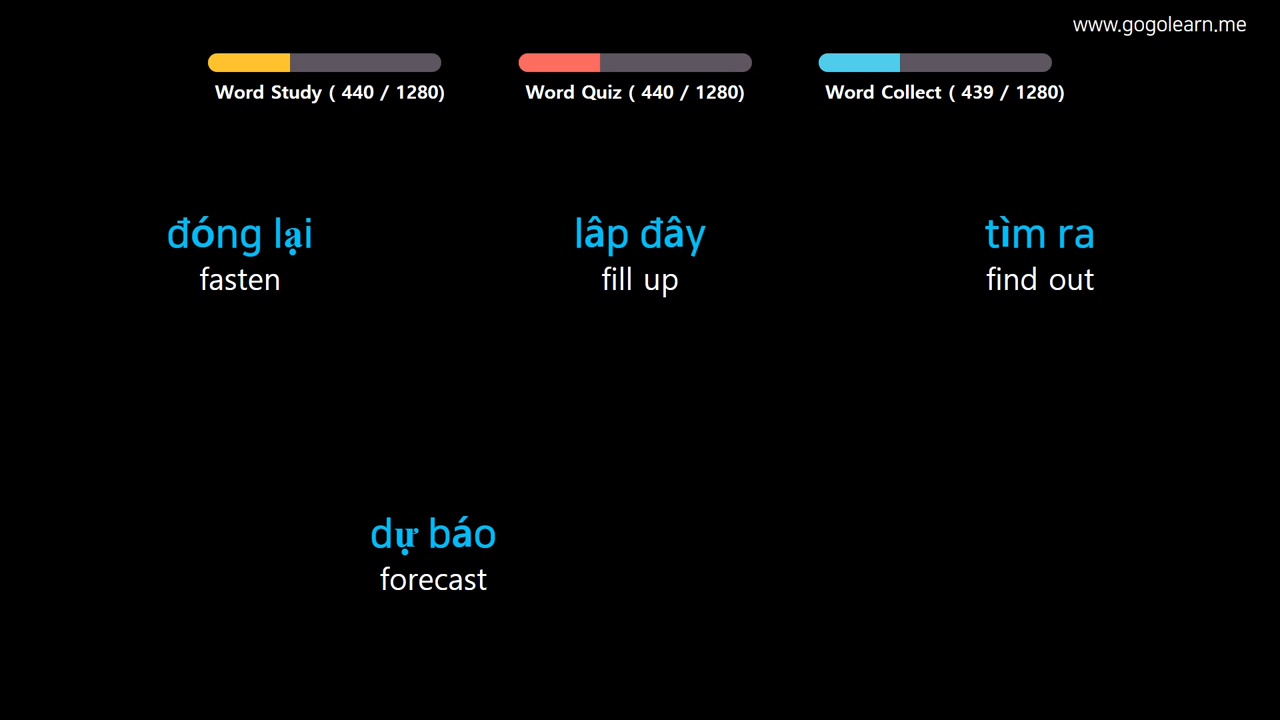 www.gogolearn.me
Word Study ( 440 / 1280)
Word Quiz ( 440 / 1280)
Word Collect ( 439 / 1280)
đóng lại
fasten
lâp đây
fill up
tìm ra
find out
dự báo
forecast